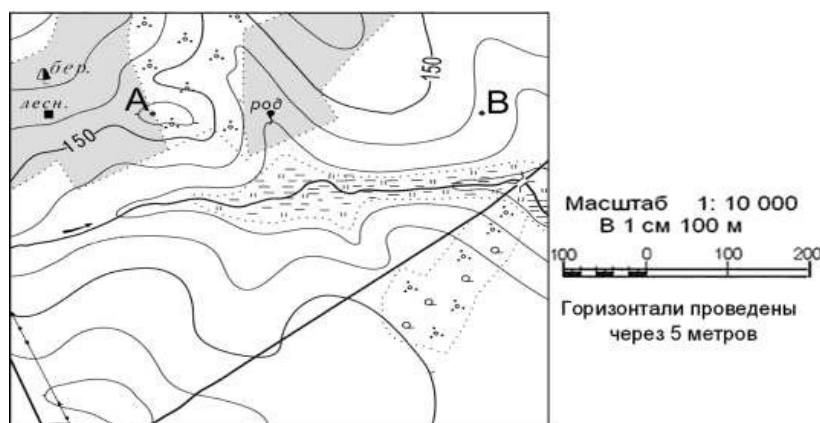 бер.
лесн.
А
род
В
150
150
Масштаб 1: 10 000
В 1 см 100 м
100 0 100 200
Горизонтали проведены
через 5 метров